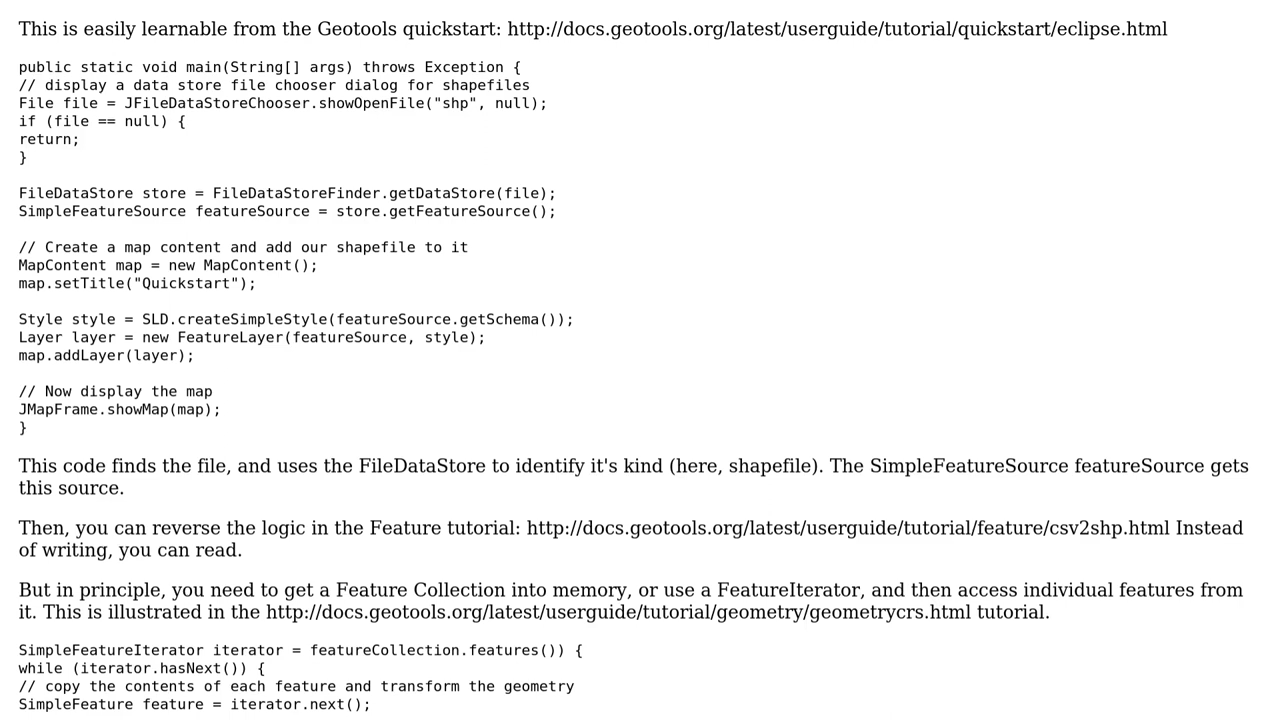 This is easily learnable from the Geotools quickstart: http://docs.geotools.org/latest/userguide/tutorial/quickstart/eclipse.html
public static void main(String[] args) throws Exception {
// display a data store file chooser dialog for shapefiles
File file = JFileDataStoreChooser.showOpenFile("shp", null);
if (file == null) {
return;
}
FileDataStore store = FileDataStoreFinder.getDataStore(file);
SimpleFeatureSource featureSource = store.getFeatureSource();
// Create a map content and add our shapefile to it
MapContent map = new MapContent();
map.setTitle("Quickstart");
Style style = SLD.createSimpleStyle(featureSource.getSchema());
Layer layer = new FeatureLayer(featureSource, style);
map.addLayer(layer);
// Now display the map
JMapFrame.showMap(map);
}
This code finds the file, and uses the FileDataStore to identify it's kind (here, shapefile). The SimpleFeatureSource featureSource gets
this source.
Then, you can reverse the logic in the Feature tutorial: http://docs.geotools.org/latest/userguide/tutorial/feature/csv2shp.html Instead
of writing, you can read.
But in principle, you need to get a Feature Collection into memory, or use a FeatureIterator, and then access individual features from
it. This is illustrated in the http://docs.geotools.org/latest/userguide/tutorial/geometry/geometrycrs.html tutorial.
SimpleFeatureIterator iterator = featureCollection.features()) {
while (iterator.hasNext()) {
// copy the contents of each feature and transform the geometry
SimpleFeature feature = iterator.next();